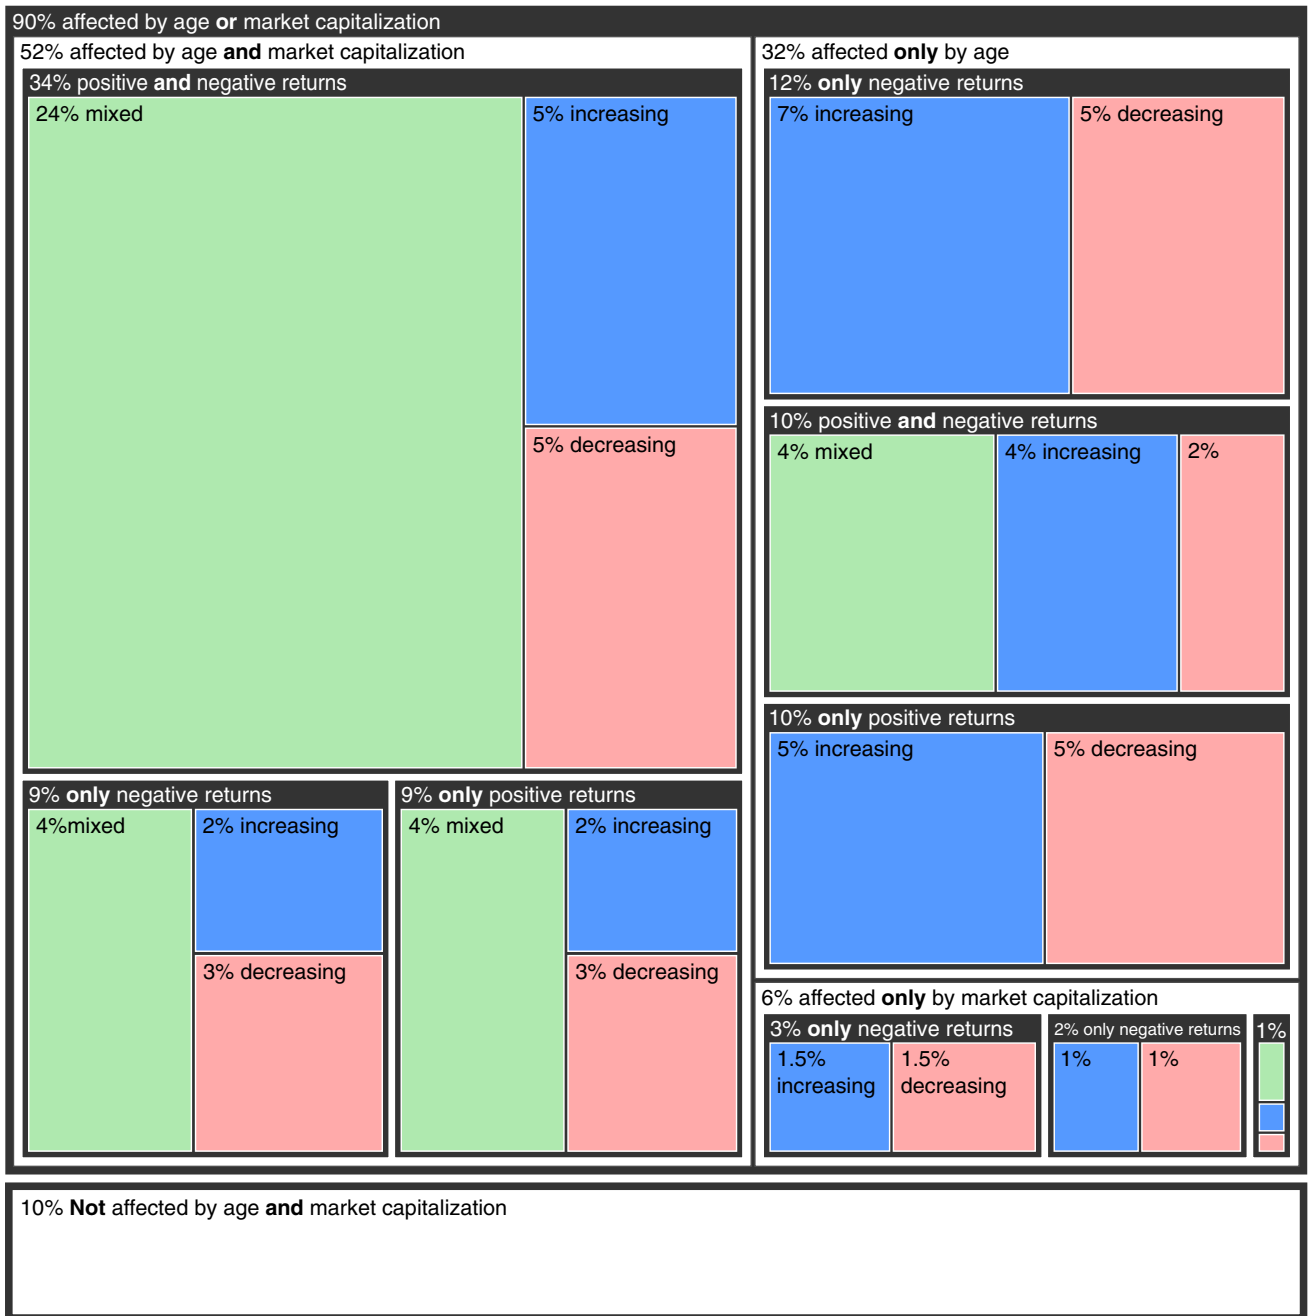 90% affected by age or market capitalization
52% affected by age and market capitalization
34% positive and negative returns
24% mixed
5% increasing
5% decreasing
9% only negative returns
4%mixed
2% increasing
3% decreasing
9% only positive returns
4% mixed
2% increasing
3% decreasing
32% affected only by age
12% only negative returns
7% increasing
5% decreasing
10% positive and negative returns
4% mixed
4% increasing
2%
10% only positive returns
5% increasing
5% decreasing
6% affected only by market capitalization
3% only negative returns
1.5%
increasing
1.5%
decreasing
2% only negative returns
1%
1%
1%
10% Not affected by age and market capitalization